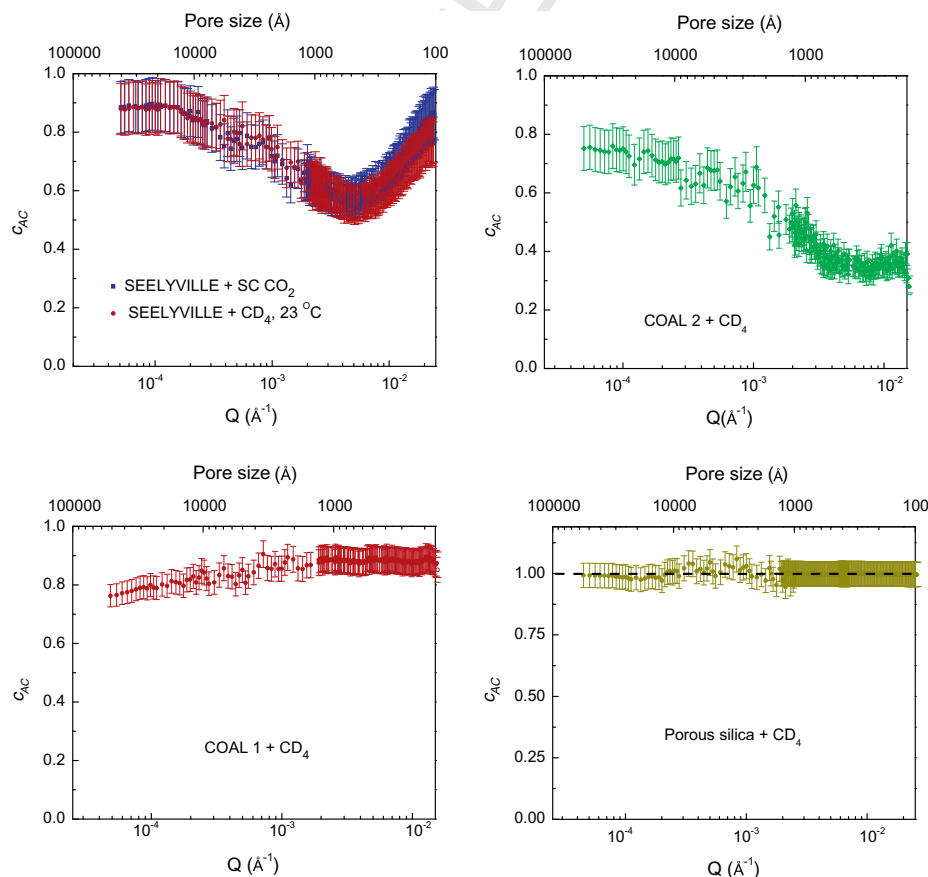 Pore size (Å)
100000 10000 1000 100
1.0
0.8
0.6
0.4
0.2
0.0
c_AC
SEELYVILLE + SC CO₂
SEELYVILLE + CD₄, 23 °C
10⁻⁴ 10⁻³ 10⁻²
Q (Å⁻¹)
Pore size (Å)
100000 10000 1000
1.0
0.8
0.6
0.4
0.2
0.0
c_AC
COAL 2 + CD₄
10⁻⁴ 10⁻³ 10⁻²
Q(Å⁻¹)
Pore size (Å)
100000 10000 1000
1.0
0.8
0.6
0.4
0.2
0.0
c_AC
COAL 1 + CD₄
10⁻⁴ 10⁻³ 10⁻²
Q (Å⁻¹)
Pore size (Å)
100000 10000 1000 100
1.00
0.75
0.50
0.25
0.00
c_AC
Porous silica + CD₄
10⁻⁴ 10⁻³ 10⁻²
Q (Å⁻¹)